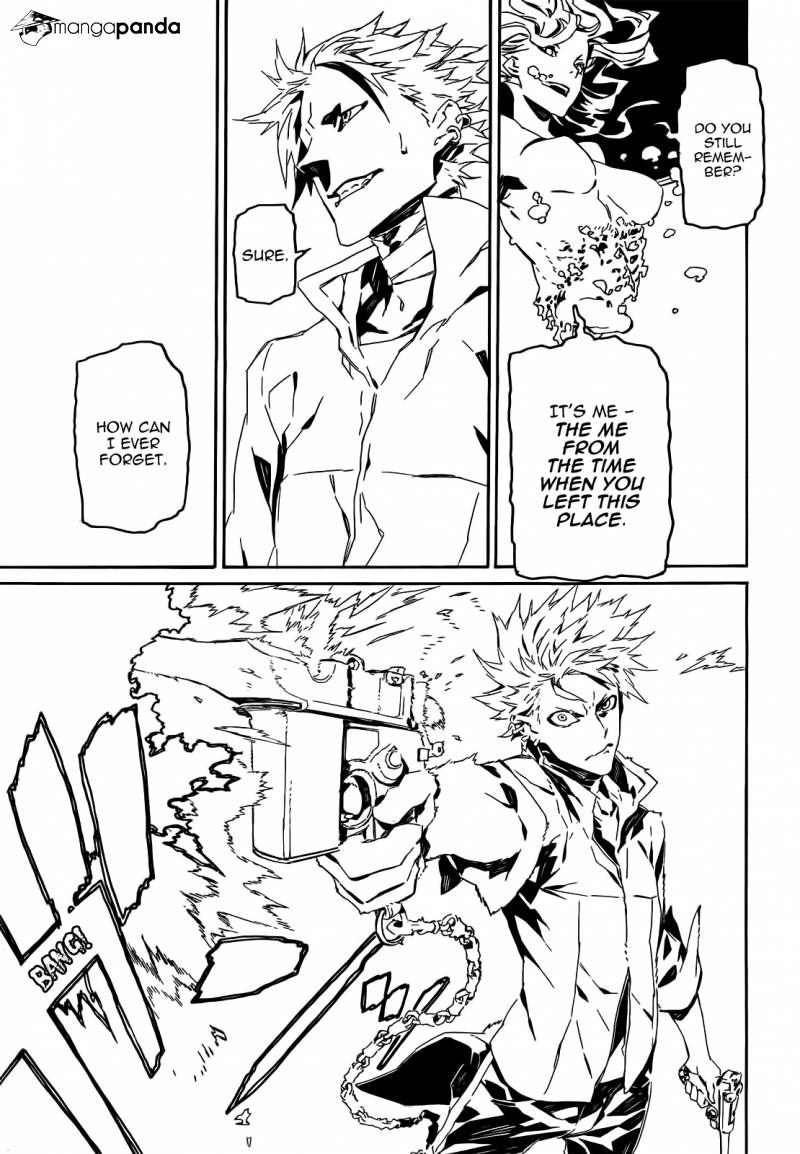 mangapanda
DO YOU
STILL
REMEM-
BER?
IT'S ME –
THE ME
FROM
THE TIME
WHEN YOU
LEFT THIS
PLACE.
SURE.
HOW CAN
I EVER
FORGET.
BANG!